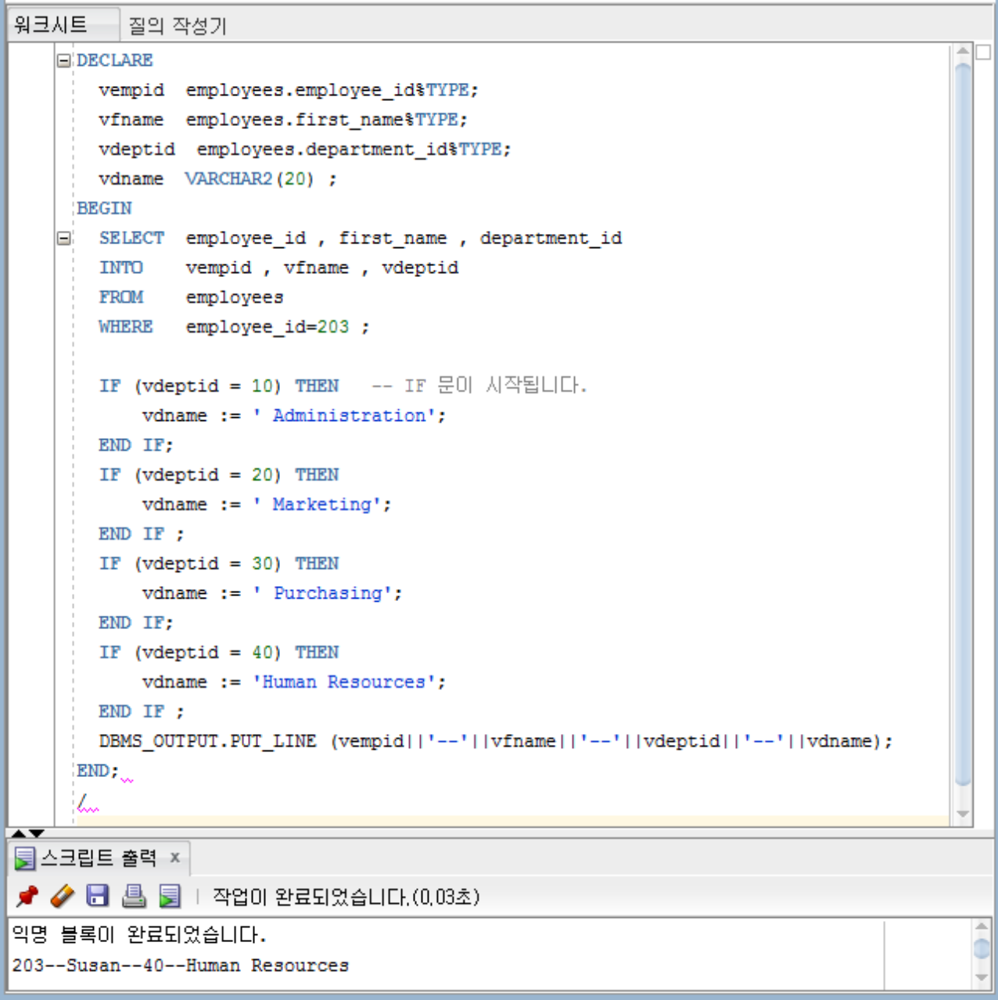 워크시트 질의 작성기
DECLARE
vempid employees.employee_id%TYPE;
vfname employees.first_name%TYPE;
vdeptid employees.department_id%TYPE;
vdname VARCHAR2(20) ;
BEGIN
SELECT employee_id , first_name , department_id
INTO vempid , vfname , vdeptid
FROM employees
WHERE employee_id=203 ;
IF (vdeptid = 10) THEN -- IF 문이 시작됩니다.
vdname := ' Administration';
END IF;
IF (vdeptid = 20) THEN
vdname := ' Marketing';
END IF ;
IF (vdeptid = 30) THEN
vdname := ' Purchasing';
END IF;
IF (vdeptid = 40) THEN
vdname := 'Human Resources';
END IF ;
DBMS_OUTPUT.PUT_LINE (vempid||'--'||vfname||'--'||vdeptid||'--'||vdname);
END;
/
스크립트 출력 x
작업이 완료되었습니다.(0,03초)
익명 블록이 완료되었습니다.
203--Susan--40--Human Resources